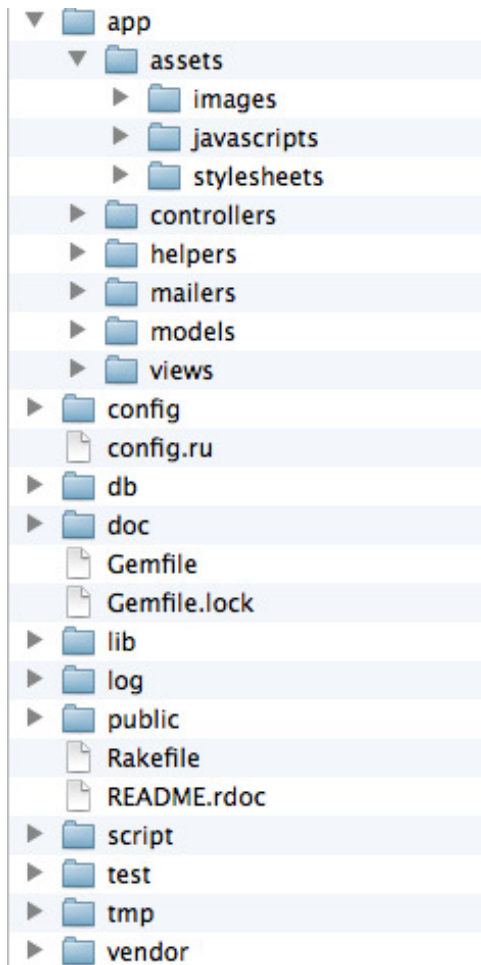 app
assets
images
javascripts
stylesheets
controllers
helpers
mailers
models
views
config
config.ru
db
doc
Gemfile
Gemfile.lock
lib
log
public
Rakefile
README.rdoc
script
test
tmp
vendor